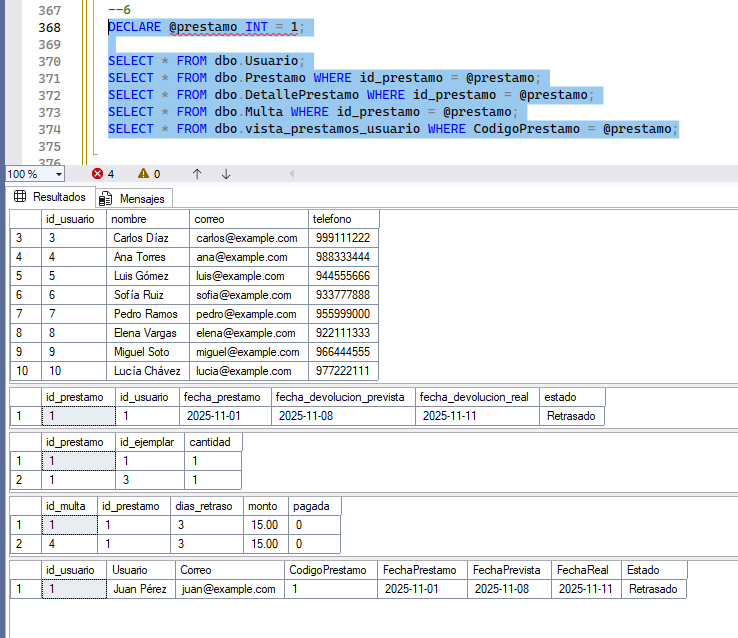 367
368
369
370
371
372
373
374
375
376
--6
DECLARE @prestamo INT = 1;
SELECT * FROM dbo.Usuario;
SELECT * FROM dbo.Prestamo WHERE id_prestamo = @prestamo;
SELECT * FROM dbo.DetallePrestamo WHERE id_prestamo = @prestamo;
SELECT * FROM dbo.Multa WHERE id_prestamo = @prestamo;
SELECT * FROM dbo.vista_prestamos_usuario WHERE CodigoPrestamo = @prestamo;
100 % 4 0
Resultados Mensajes
id_usuario nombre correo telefono
3 3 Carlos Díaz carlos@example.com 999111222
4 4 Ana Torres ana@example.com 988333444
5 5 Luis Gómez luis@example.com 944555666
6 6 Sofía Ruiz sofia@example.com 933777888
7 7 Pedro Ramos pedro@example.com 955999000
8 8 Elena Vargas elena@example.com 922111333
9 9 Miguel Soto miguel@example.com 966444555
10 10 Lucía Chávez lucia@example.com 977222111
id_prestamo id_usuario fecha_prestamo fecha_devolucion_prevista fecha_devolucion_real estado
1 1 1 2025-11-01 2025-11-08 2025-11-11 Retrasado
id_prestamo id_ejemplar cantidad
1 1 1 1
2 1 3 1
id_multa id_prestamo dias_retraso monto pagada
1 1 1 3 15.00 0
2 4 1 3 15.00 0
id_usuario Usuario Correo CodigoPrestamo FechaPrestamo FechaPrevista FechaReal Estado
1 1 Juan Pérez juan@example.com 1 2025-11-01 2025-11-08 2025-11-11 Retrasado